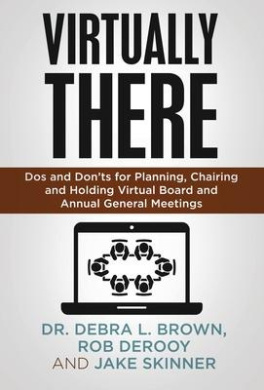 VIRTUALLY
THERE
Dos and Don'ts for Planning, Chairing
and Holding Virtual Board and
Annual General Meetings
DR. DEBRA L. BROWN,
ROB DEROOY
AND JAKE SKINNER